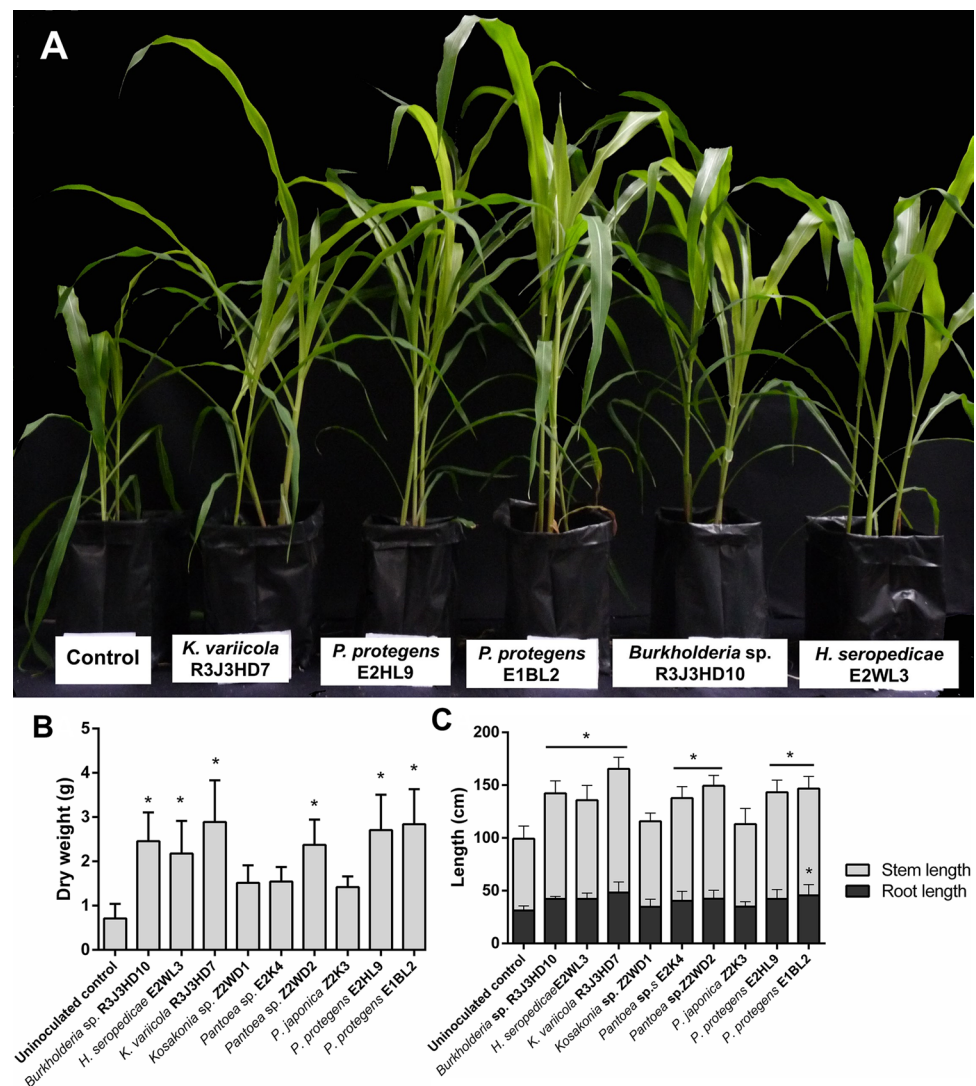 A
Control
K. variicola
R3J3HD7
P. protegens
E2HL9
P. protegens
E1BL2
Burkholderia sp.
R3J3HD10
H. seropedicae
E2WL3
B
Dry weight (g)
5
4
3
2
1
0
* * * * * *
Uninoculated control
Burkholderia sp. R3J3HD10
H. seropedicae E2WL3
K. variicola R3J3HD7
Kosakonia sp. Z2WD1
Pantoea sp. E2K4
Pantoea sp. Z2WD2
P. japonica Z2K3
P. protegens E2HL9
P. protegens E1BL2
C
Length (cm)
200
150
100
50
0
* * *
*
Uninoculated control
Burkholderia sp. R3J3HD10
H. seropedicaeE2WL3
K. variicola R3J3HD7
Kosakonia sp. Z2WD1
Pantoea sp.s E2K4
Pantoea sp.Z2WD2
P. japonica Z2K3
P. protegens E2HL9
P. protegens E1BL2
Stem length
Root length